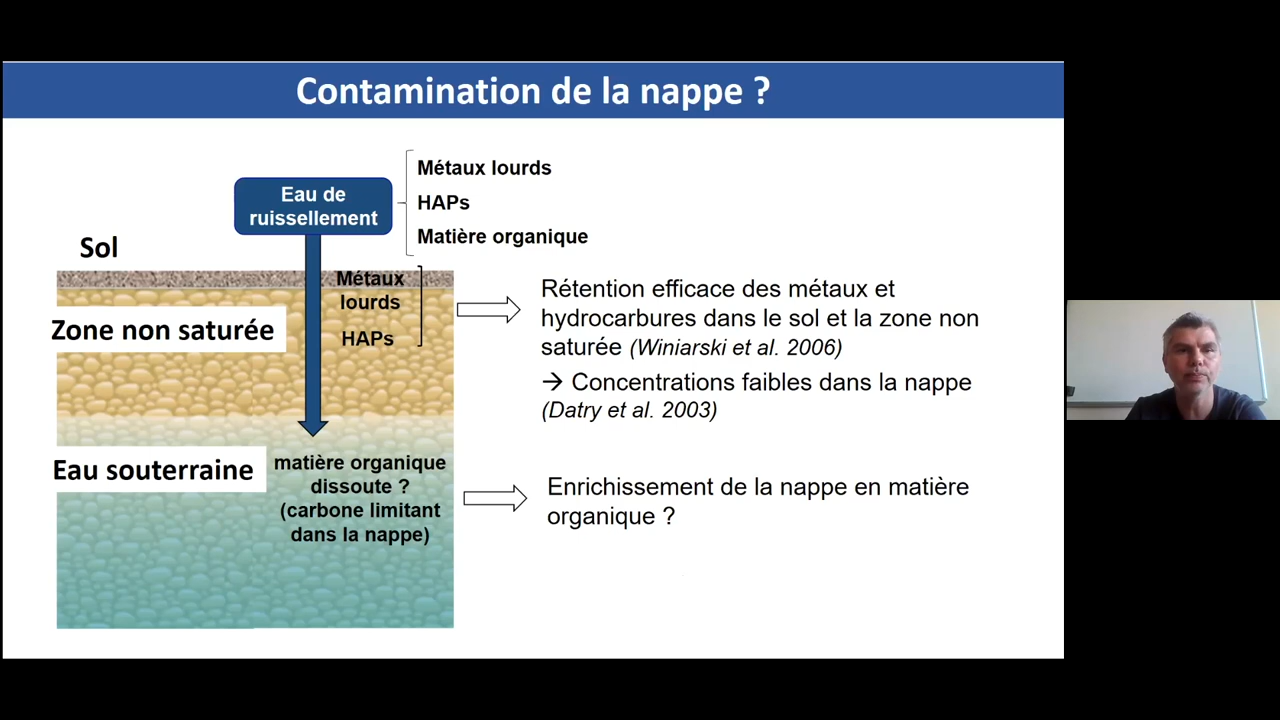 Contamination de la nappe ?
Métaux lourds
Eau de
ruissellement
HAPs
Matière organique
Sol
Métaux
lourds
HAPs
Zone non saturée
Rétention efficace des métaux et
hydrocarbures dans le sol et la zone non
saturée (Winiarski et al. 2006)
→ Concentrations faibles dans la nappe
(Datry et al. 2003)
Eau souterraine
matière organique
dissoute ?
(carbone limitant
dans la nappe)
Enrichissement de la nappe en matière
organique ?